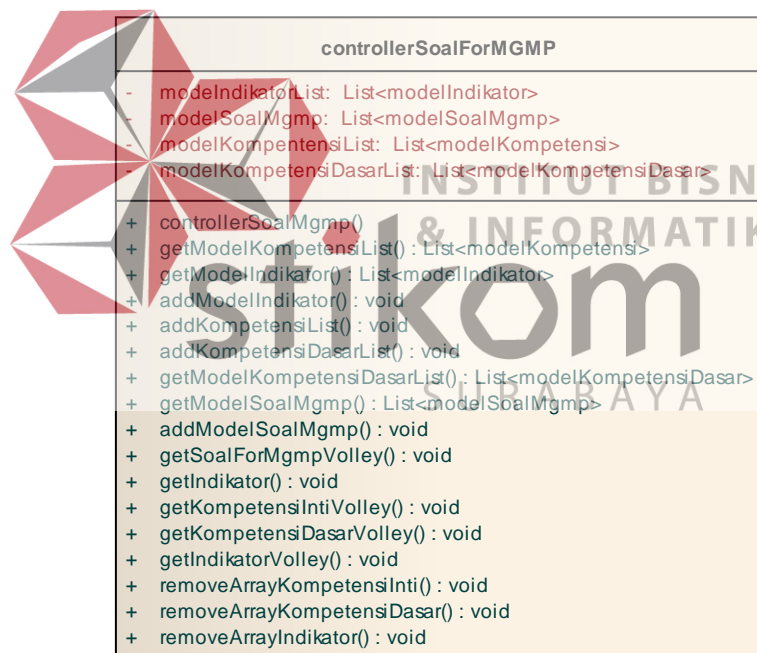 controllerSoalForMGMP
- modelndikatorList: List<modelIndikator>
- modelSoalMgmp: List<modelSoalMgmp>
- modelKompentensiList: List<modelKompetensi>
- modelKompetensiDasarList: List<modelKompetensiDasar>
INSTITUT BISN
& INFORMATIK
stikom
SURABAYA
+ controllerSoalMgmp()
+ getModelKompetensiList() : List<modelKompetensi>
+ getModelIndikator() : List<modelIndikator>
+ addModelIndikator() : void
+ addKompetensiList() : void
+ addKompetensiDasarList() : void
+ getModelKompetensiDasarList() : List<modelKompetensiDasar>
+ getModelSoalMgmp() : List<modelSoalMgmp>
+ addModelSoalMgmp() : void
+ getSoalForMgmpVolley() : void
+ getIndikator() : void
+ getKompetensiIntiVolley() : void
+ getKompetensiDasarVolley() : void
+ getIndikatorVolley() : void
+ removeArrayKompetensiInti() : void
+ removeArrayKompetensiDasar() : void
+ removeArrayIndikator() : void